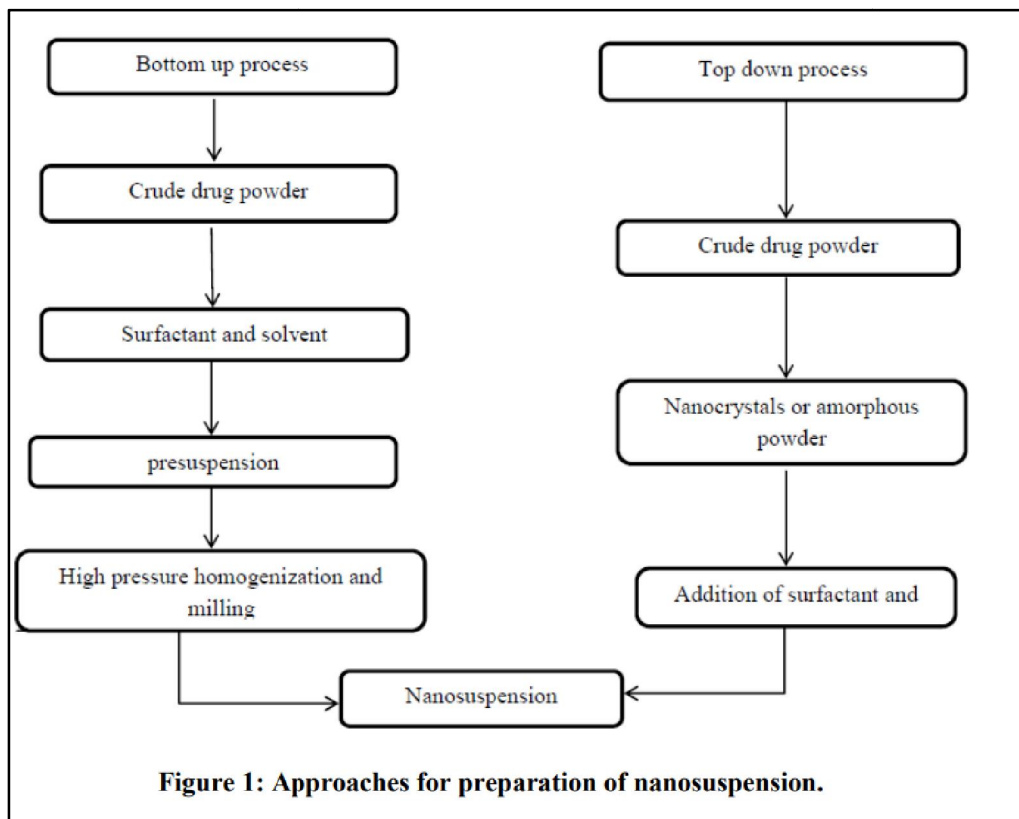 Bottom up process
Crude drug powder
Surfactant and solvent
presuspension
High pressure homogenization and
milling
Top down process
Crude drug powder
Nanocrystals or amorphous
powder
Addition of surfactant and
Nanosuspension
Figure 1: Approaches for preparation of nanosuspension.